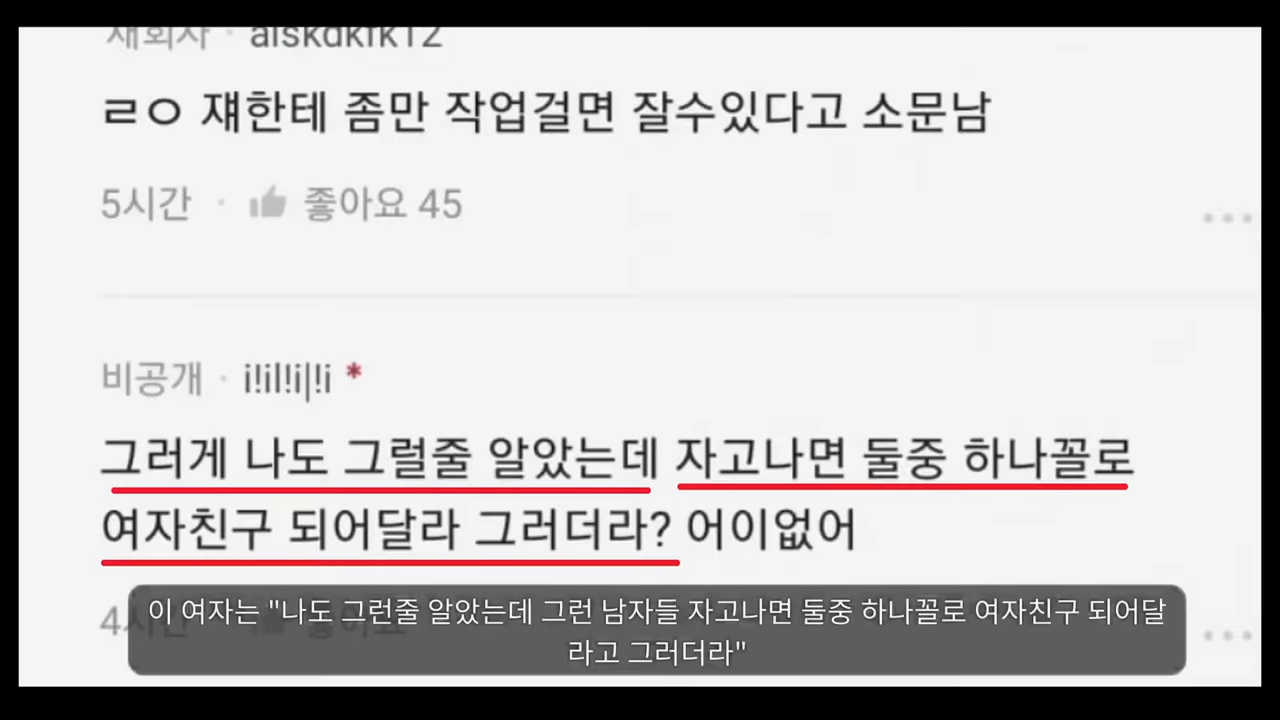 새회사 · alskdkfk12
ㄹㅇ 쟤한테 좀만 작업걸면 잘수있다고 소문남
5시간 · 좋아요 45
비공개 · i!il!i|!i *
그러게 나도 그럴줄 알았는데 자고나면 둘중 하나꼴로
여자친구 되어달라 그러더라? 어이없어
4시간 좋아요
이 여자는 "나도 그런줄 알았는데 그런 남자들 자고나면 둘중 하나꼴로 여자친구 되어달
라고 그러더라"